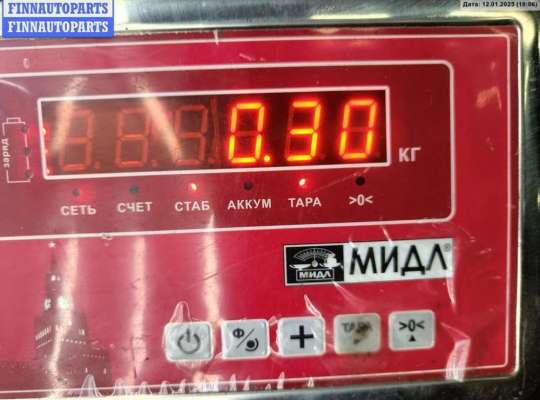 FINNAUTOPARTS
FINNAUTOPARTS
Дата: 12.01.2025 (18:06)
0.30
КГ
заряд
СЕТЬ СЧЕТ СТАБ АККУМ ТАРА >0<
МИДЛ МИДЛ®
Ф
ТАРА >0<